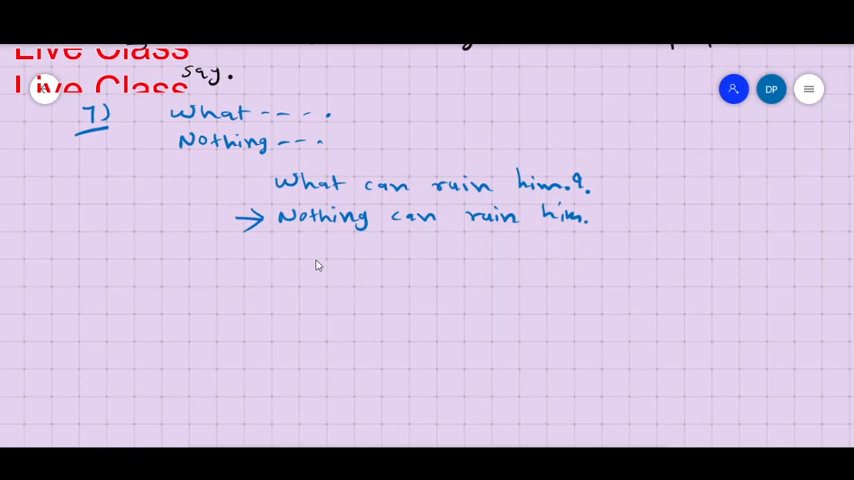 Live Class
Live Class
say.
7) What ---.
Nothing ---
What can ruin him.?.
→ Nothing can ruin him.
DP